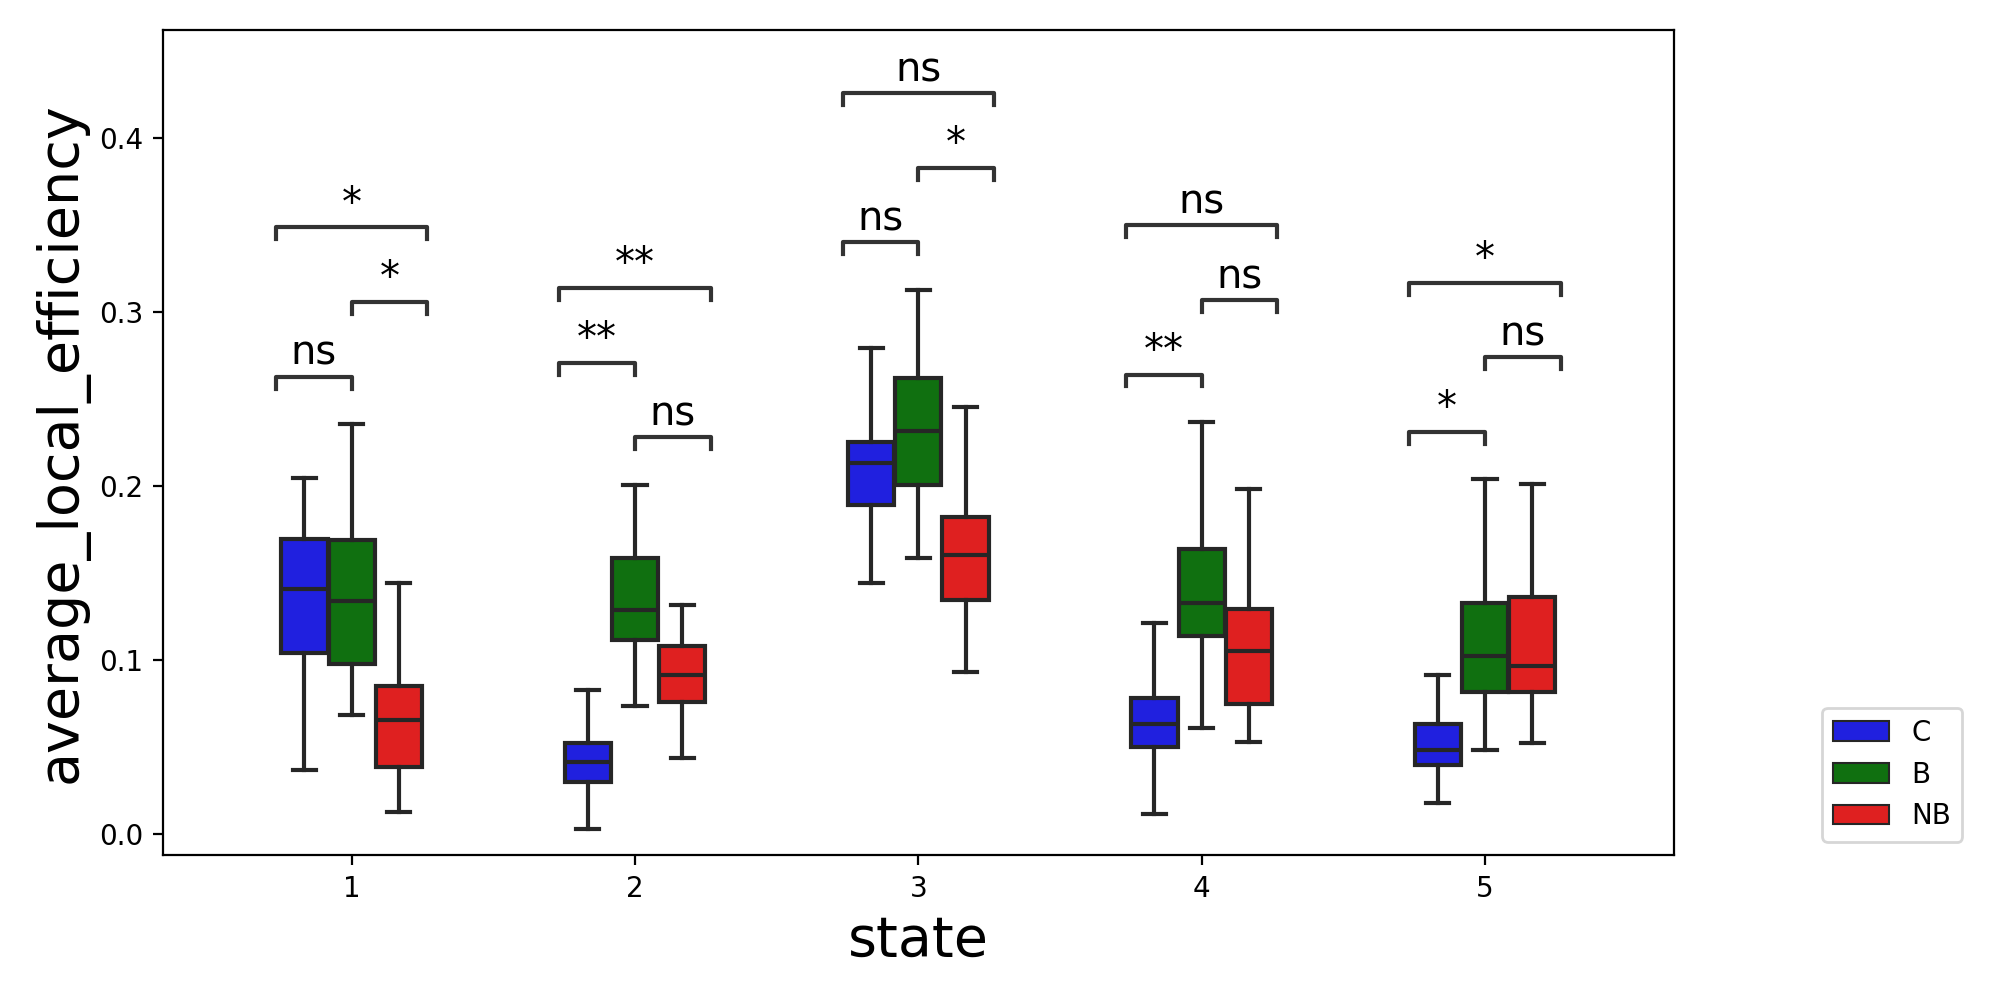 ns
0.4
*
*
ns
ns
**
*
*
ns
0.3
ns
**
ns
ns
**
*
ns
0.2
0.1
0.0
average_local_efficiency
1 2 3 4 5
state
C
B
NB